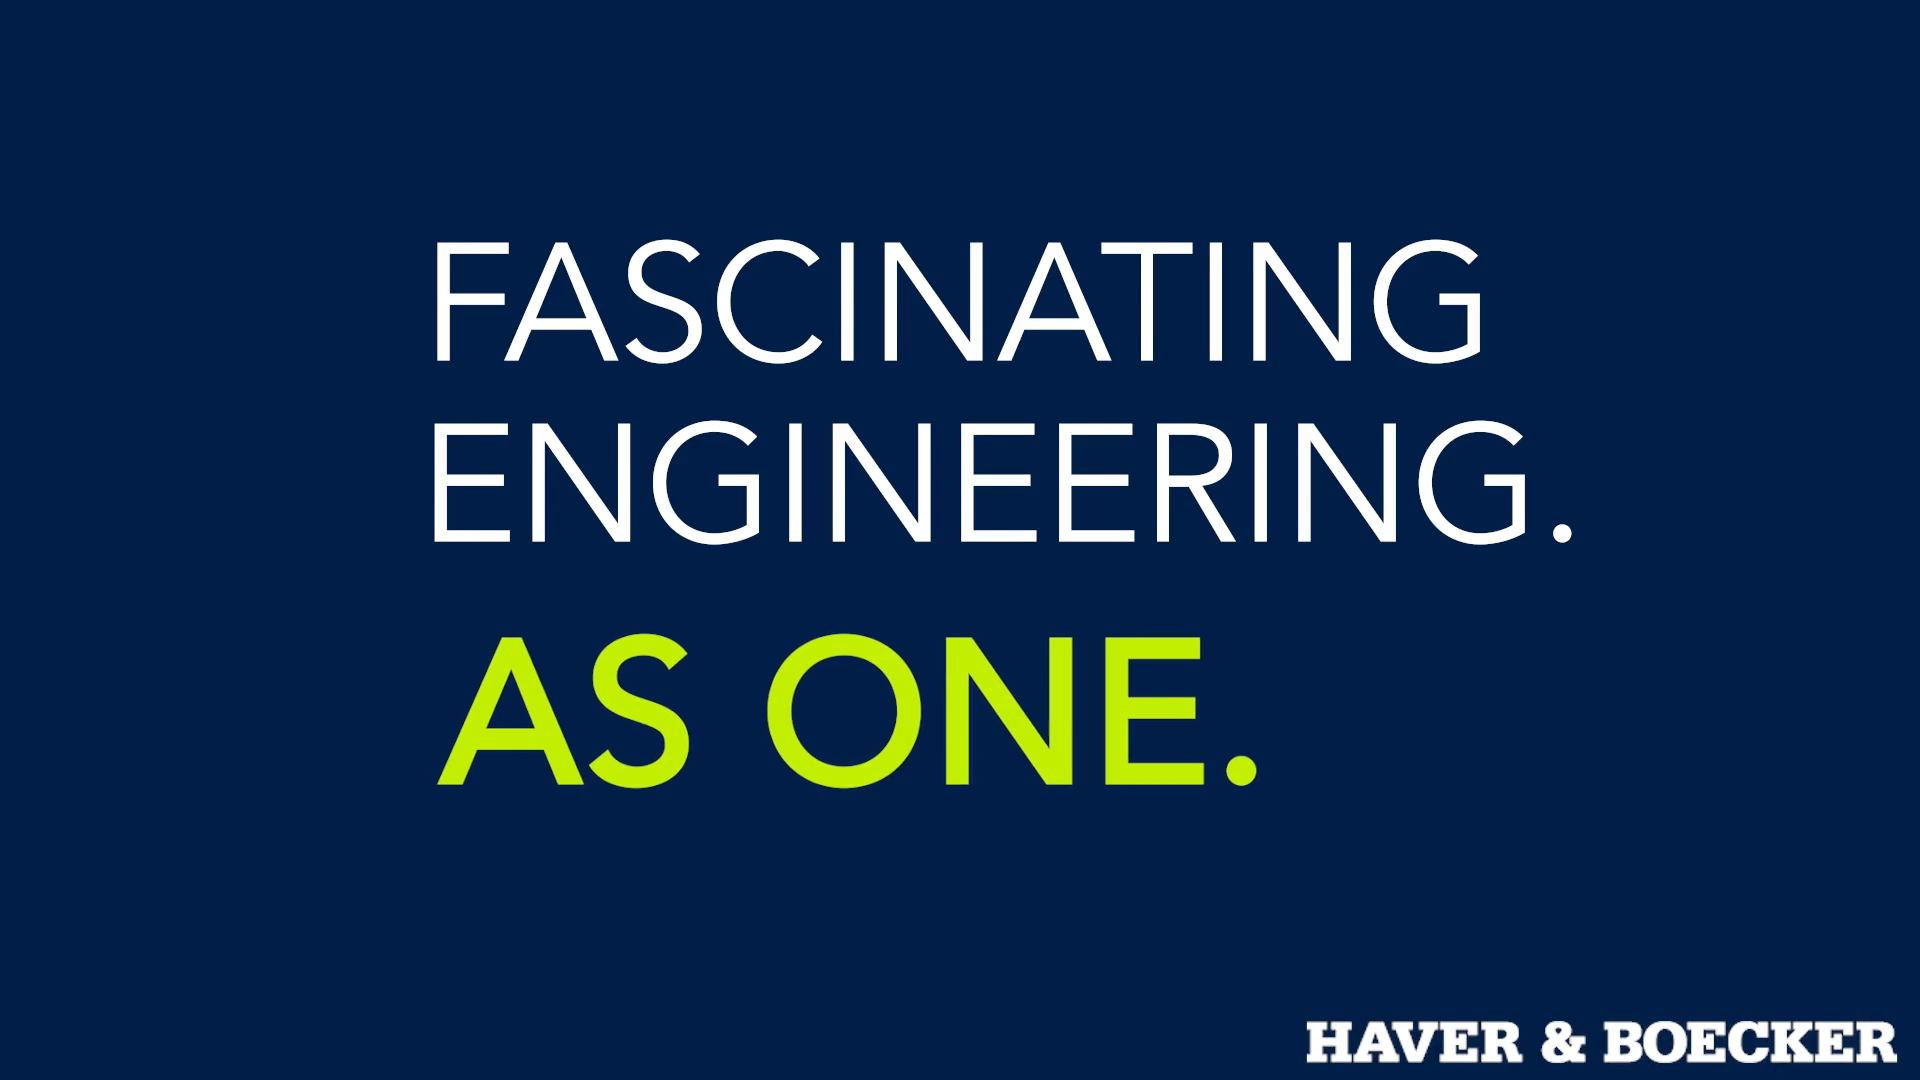 FASCINATING
ENGINEERING.
AS ONE.
HAVER & BOECKER